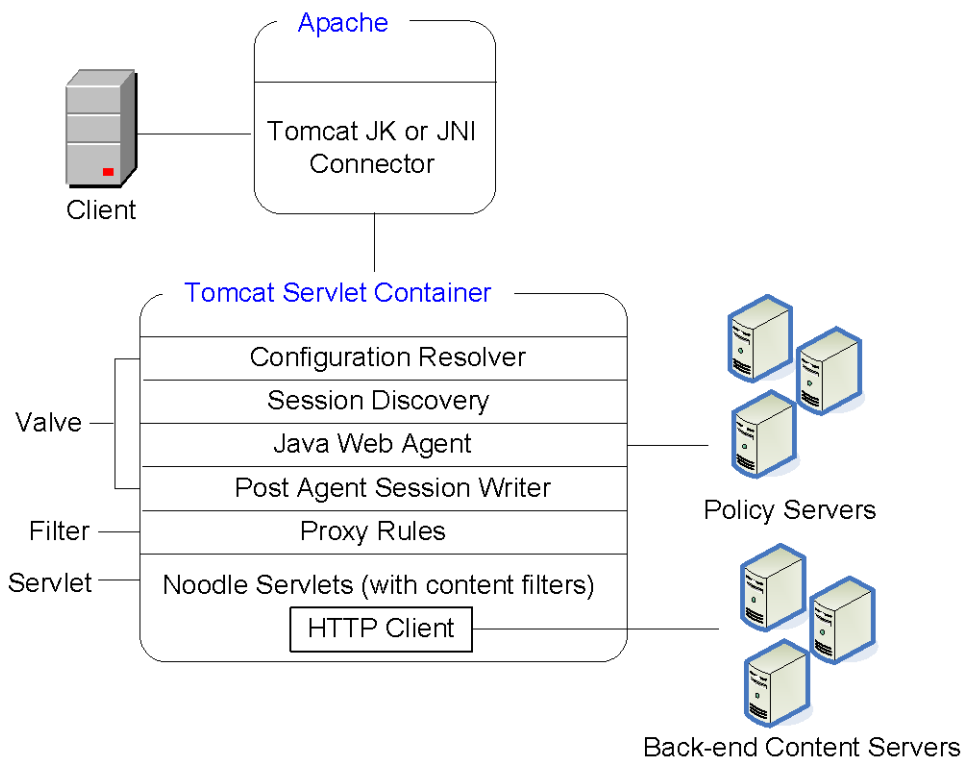 Apache
Tomcat JK or JNI
Connector
Client
Tomcat Servlet Container
Configuration Resolver
Session Discovery
Java Web Agent
Post Agent Session Writer
Proxy Rules
Noodle Servlets (with content filters)
HTTP Client
Valve
Filter
Servlet
Policy Servers
Back-end Content Servers